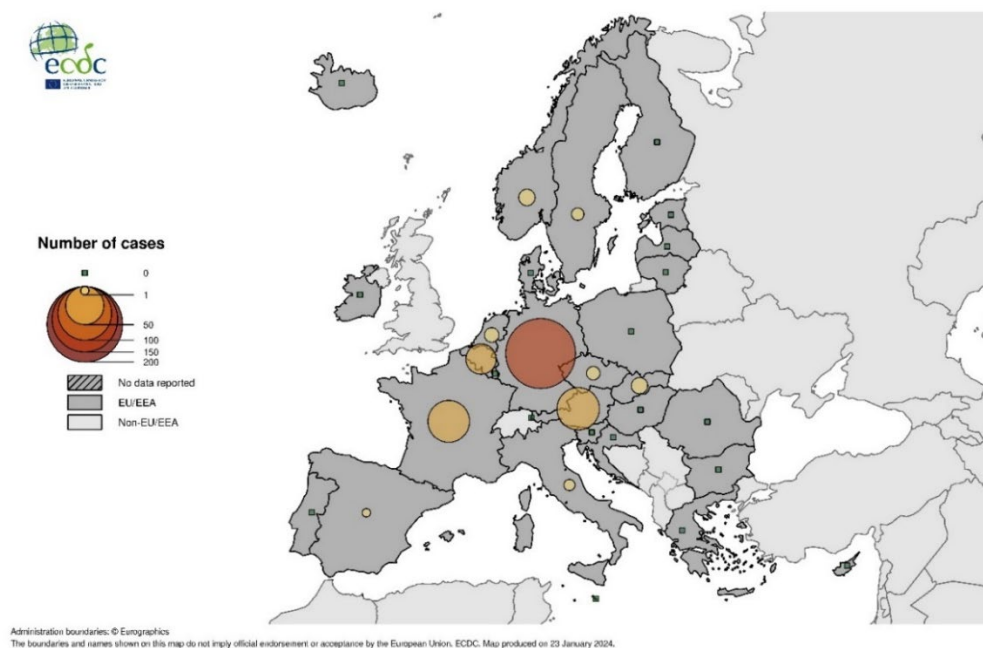 ecdc
Number of cases
0
1
50
100
150
200
No data reported
EU/EEA
Non-EU/EEA
Administration boundaries: © Eurographics
The boundaries and names shown on this map do not imply official endorsement or acceptance by the European Union. ECDC. Map produced on 23 January 2024.